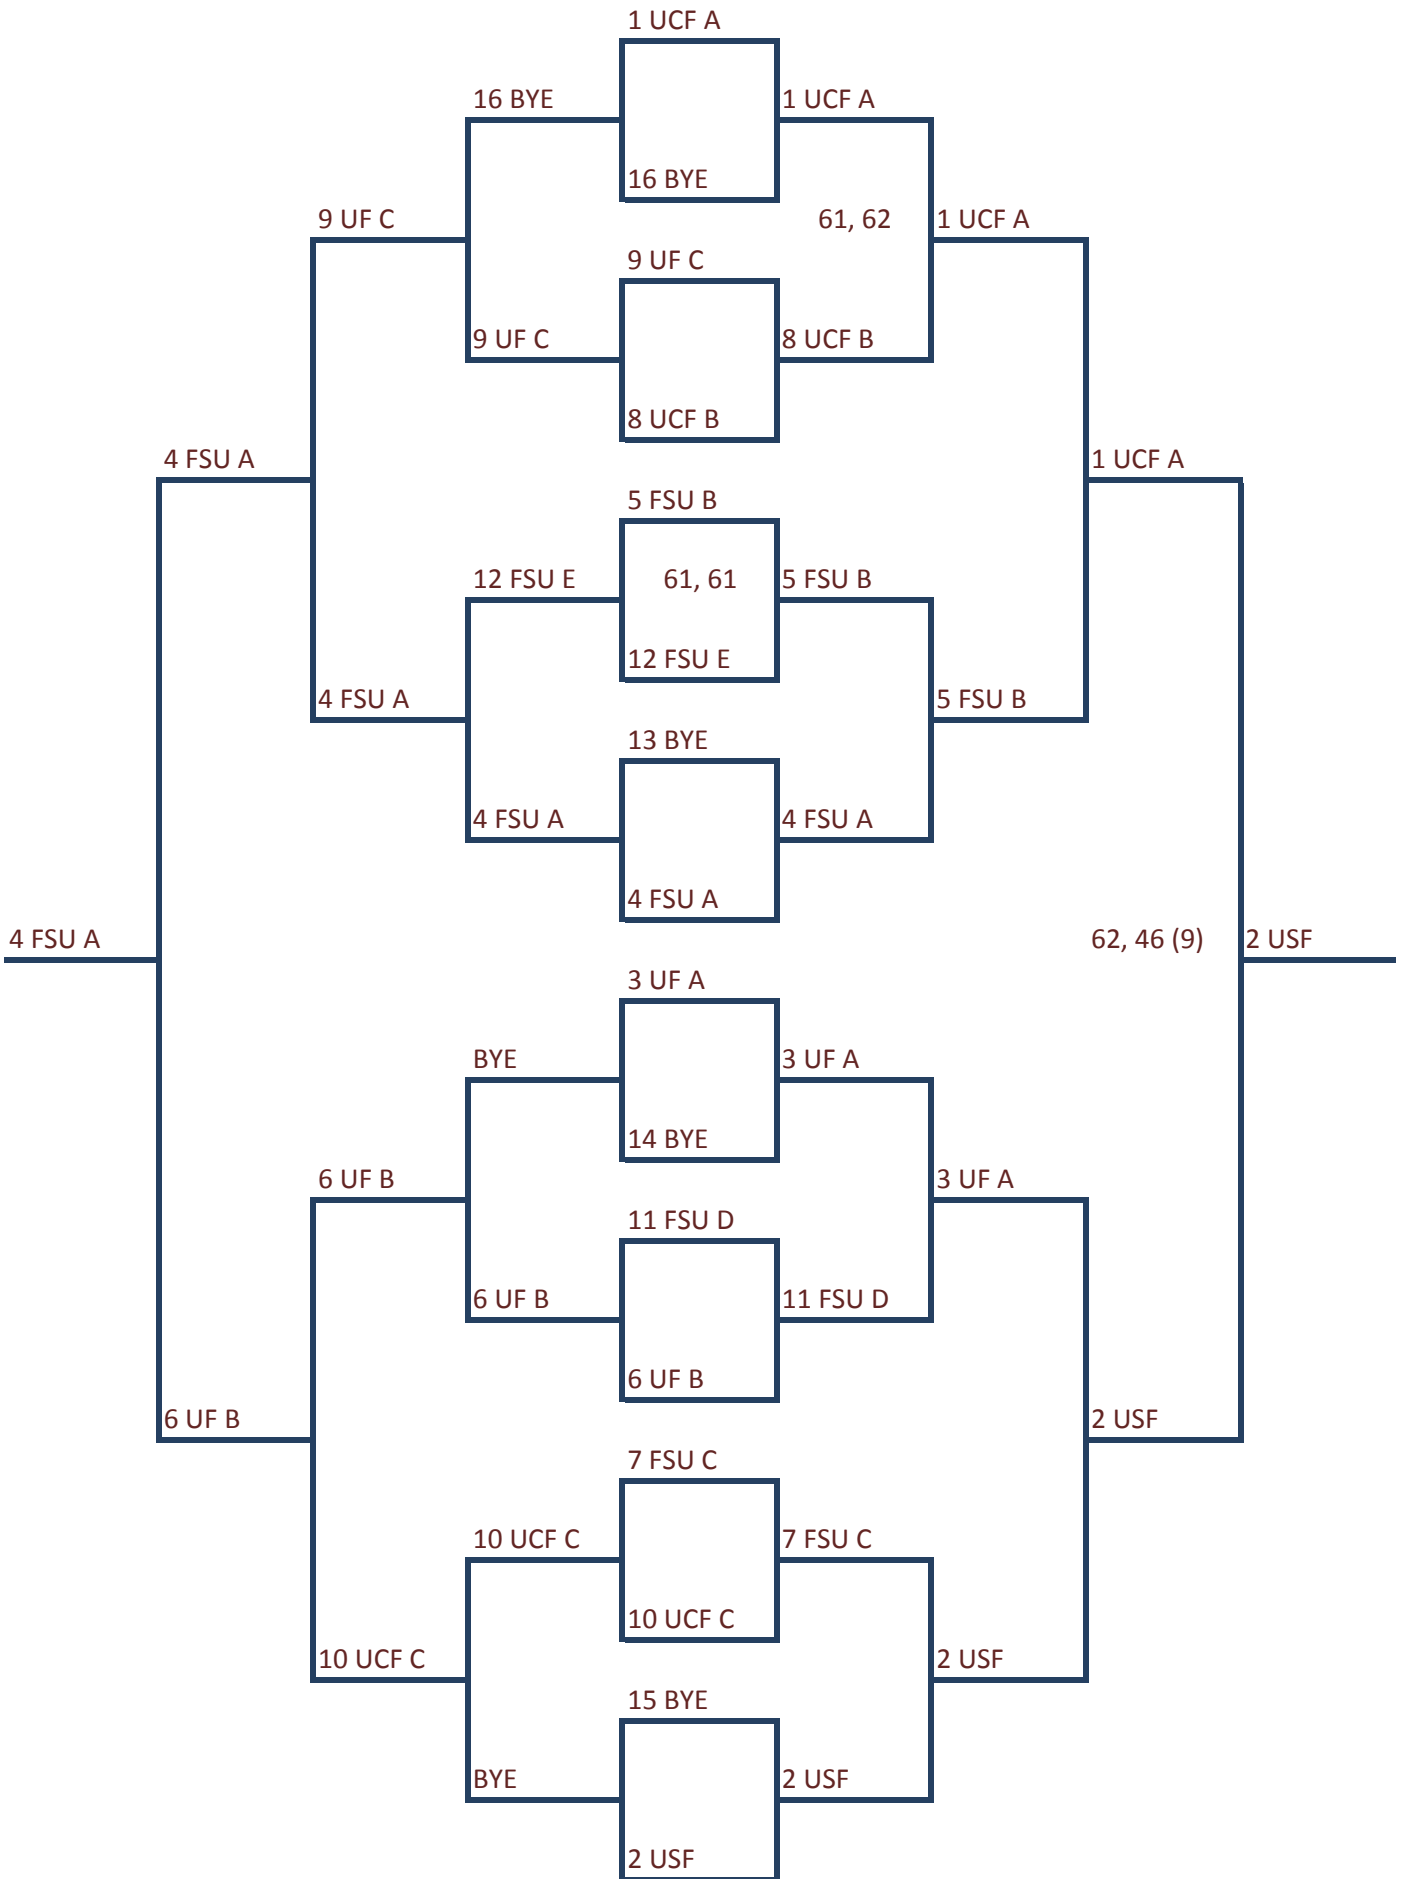 1 UCF A
16 BYE
1 UCF A
16 BYE
9 UF C
61, 62
1 UCF A
9 UF C
9 UF C
8 UCF B
8 UCF B
4 FSU A
1 UCF A
5 FSU B
12 FSU E
61, 61
5 FSU B
12 FSU E
4 FSU A
5 FSU B
13 BYE
4 FSU A
4 FSU A
4 FSU A
4 FSU A
62, 46 (9)
2 USF
3 UF A
BYE
3 UF A
14 BYE
6 UF B
3 UF A
11 FSU D
6 UF B
11 FSU D
6 UF B
6 UF B
2 USF
7 FSU C
10 UCF C
7 FSU C
10 UCF C
10 UCF C
2 USF
15 BYE
BYE
2 USF
2 USF